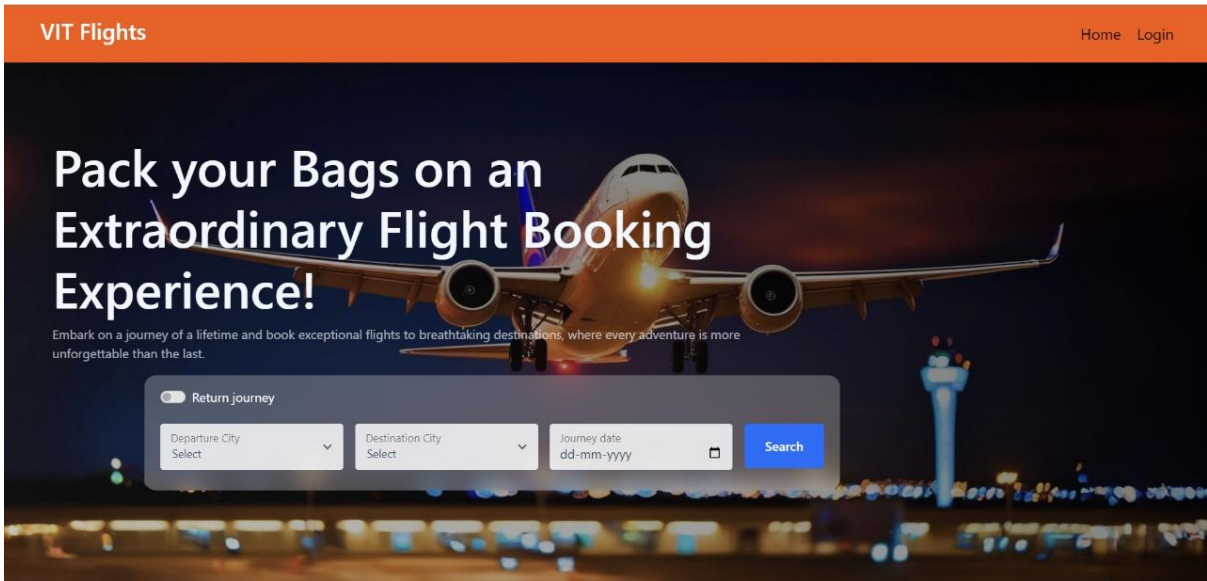 VIT Flights
Home Login
Pack your Bags on an
Extraordinary Flight Booking
Experience!
Embark on a journey of a lifetime and book exceptional flights to breathtaking destinations, where every adventure is more
unforgettable than the last.
Return journey
Departure City
Select
Destination City
Select
Journey date
dd-mm-yyyy
Search